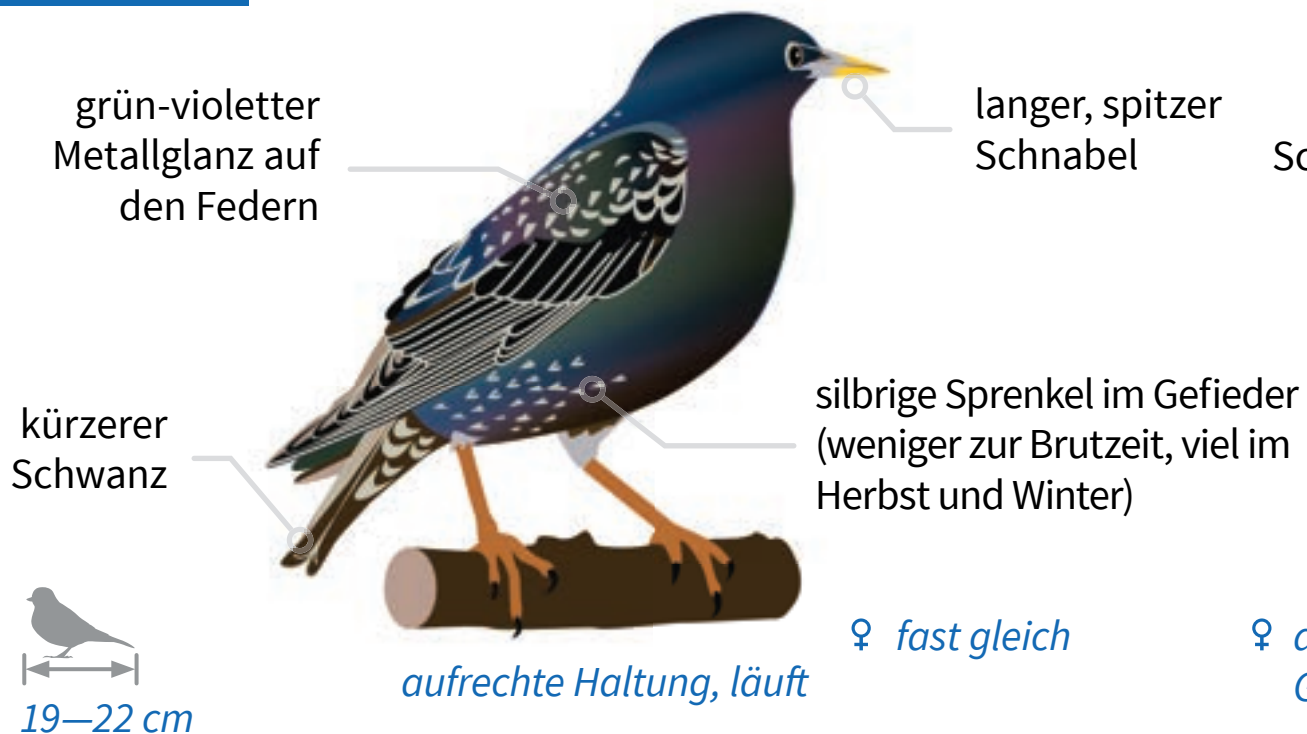 grün-violetter
Metallglanz auf
den Federn
langer, spitzer
Schnabel
kürzerer
Schwanz
silbrige Sprenkel im Gefieder
(weniger zur Brutzeit, viel im
Herbst und Winter)
♀ fast gleich
♀
aufrechte Haltung, läuft
19—22 cm